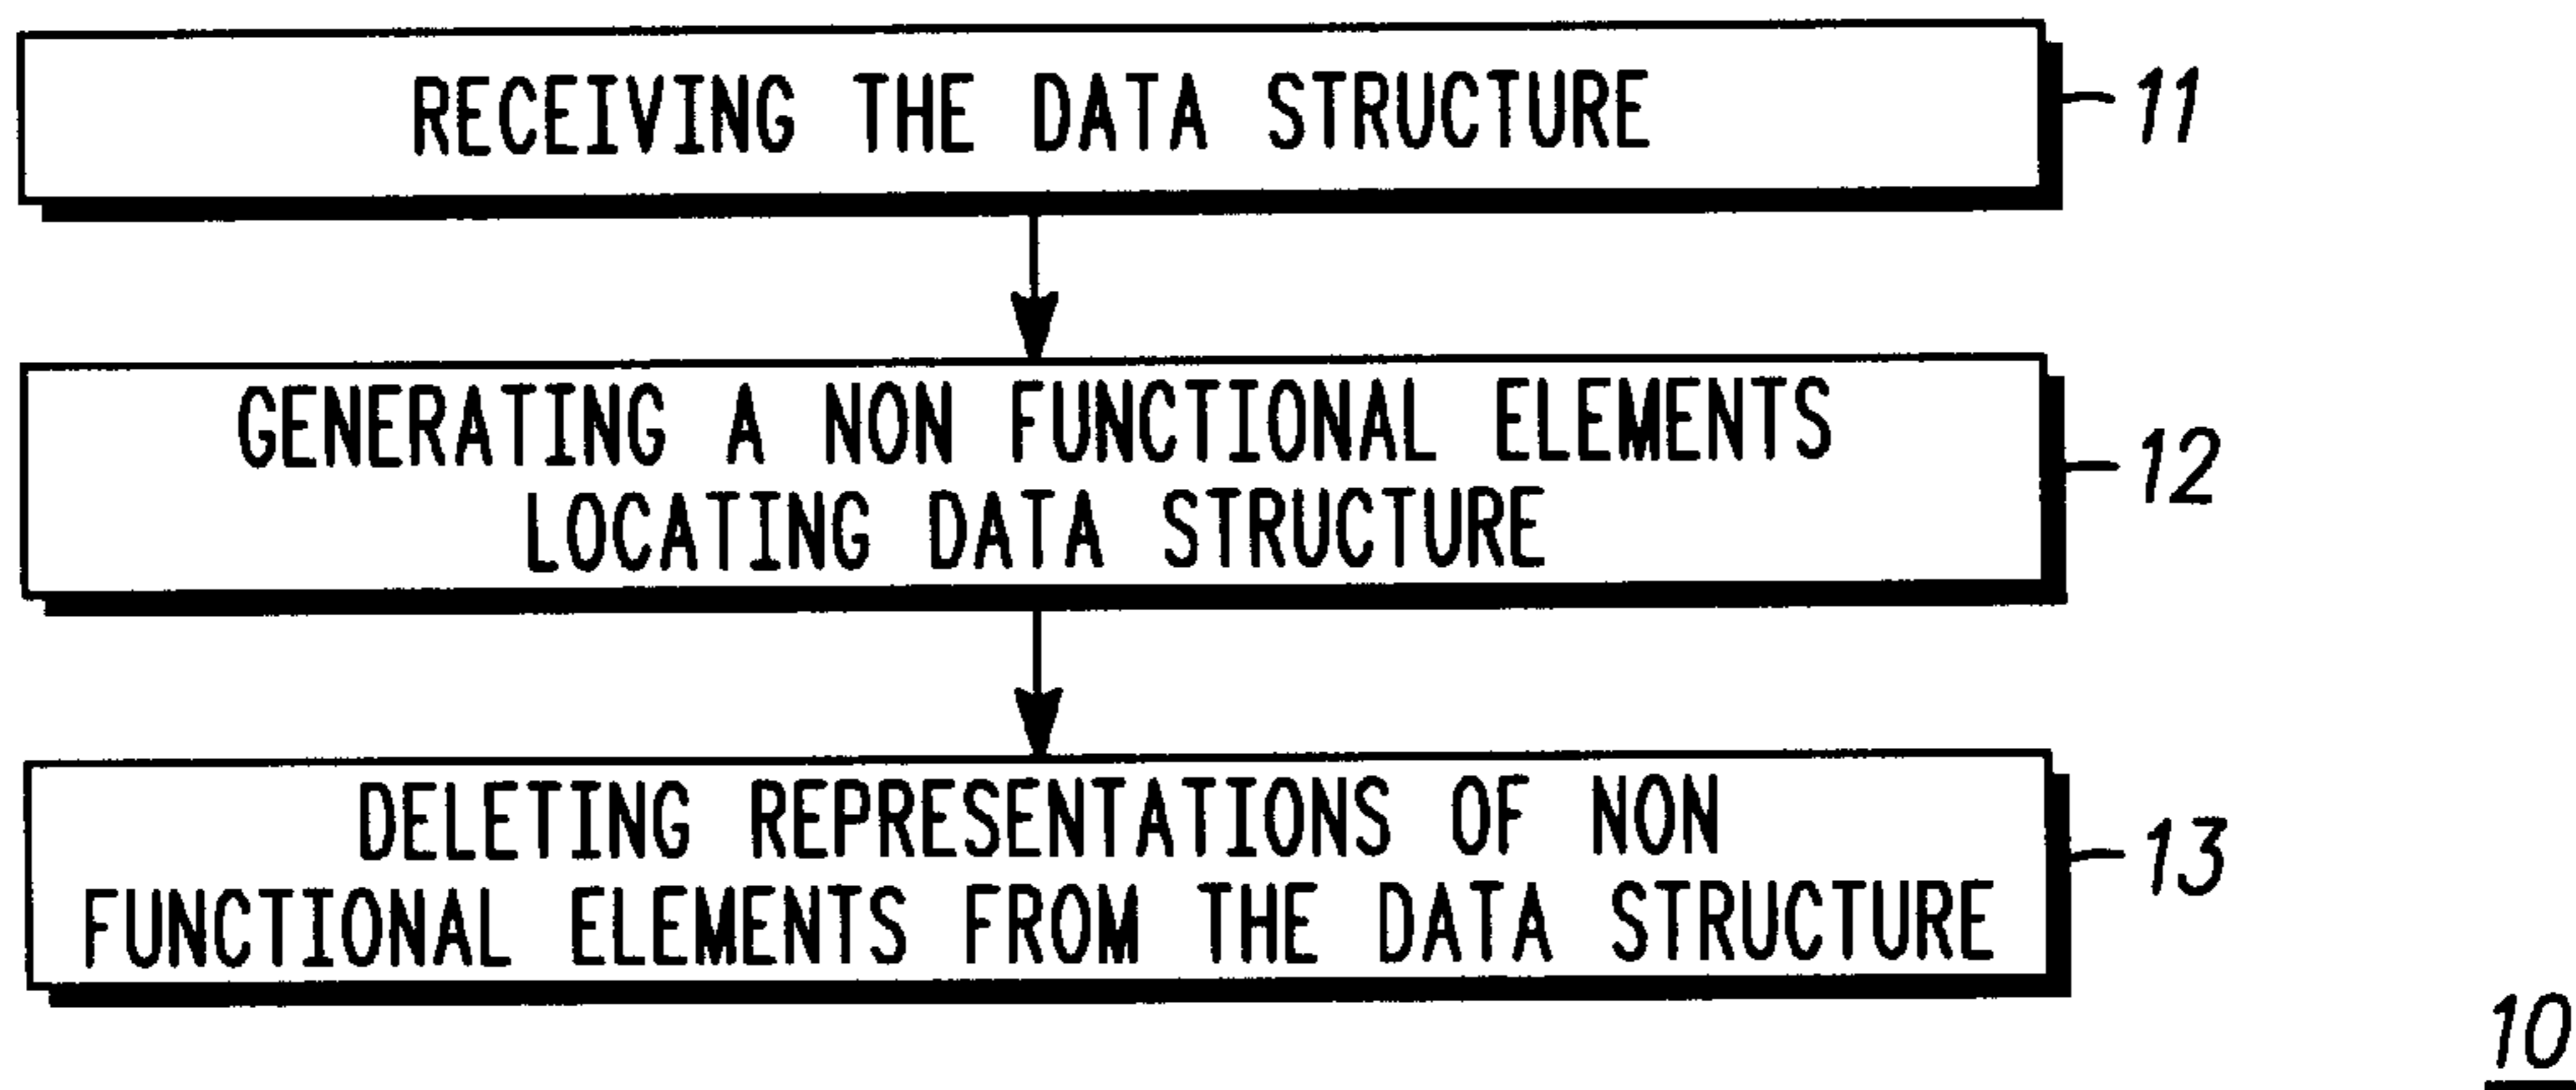 RECEIVING THE DATA STRUCTURE
11
GENERATING A NON FUNCTIONAL ELEMENTS
LOCATING DATA STRUCTURE
12
DELETING REPRESENTATIONS OF NON
FUNCTIONAL ELEMENTS FROM THE DATA STRUCTURE
13
10